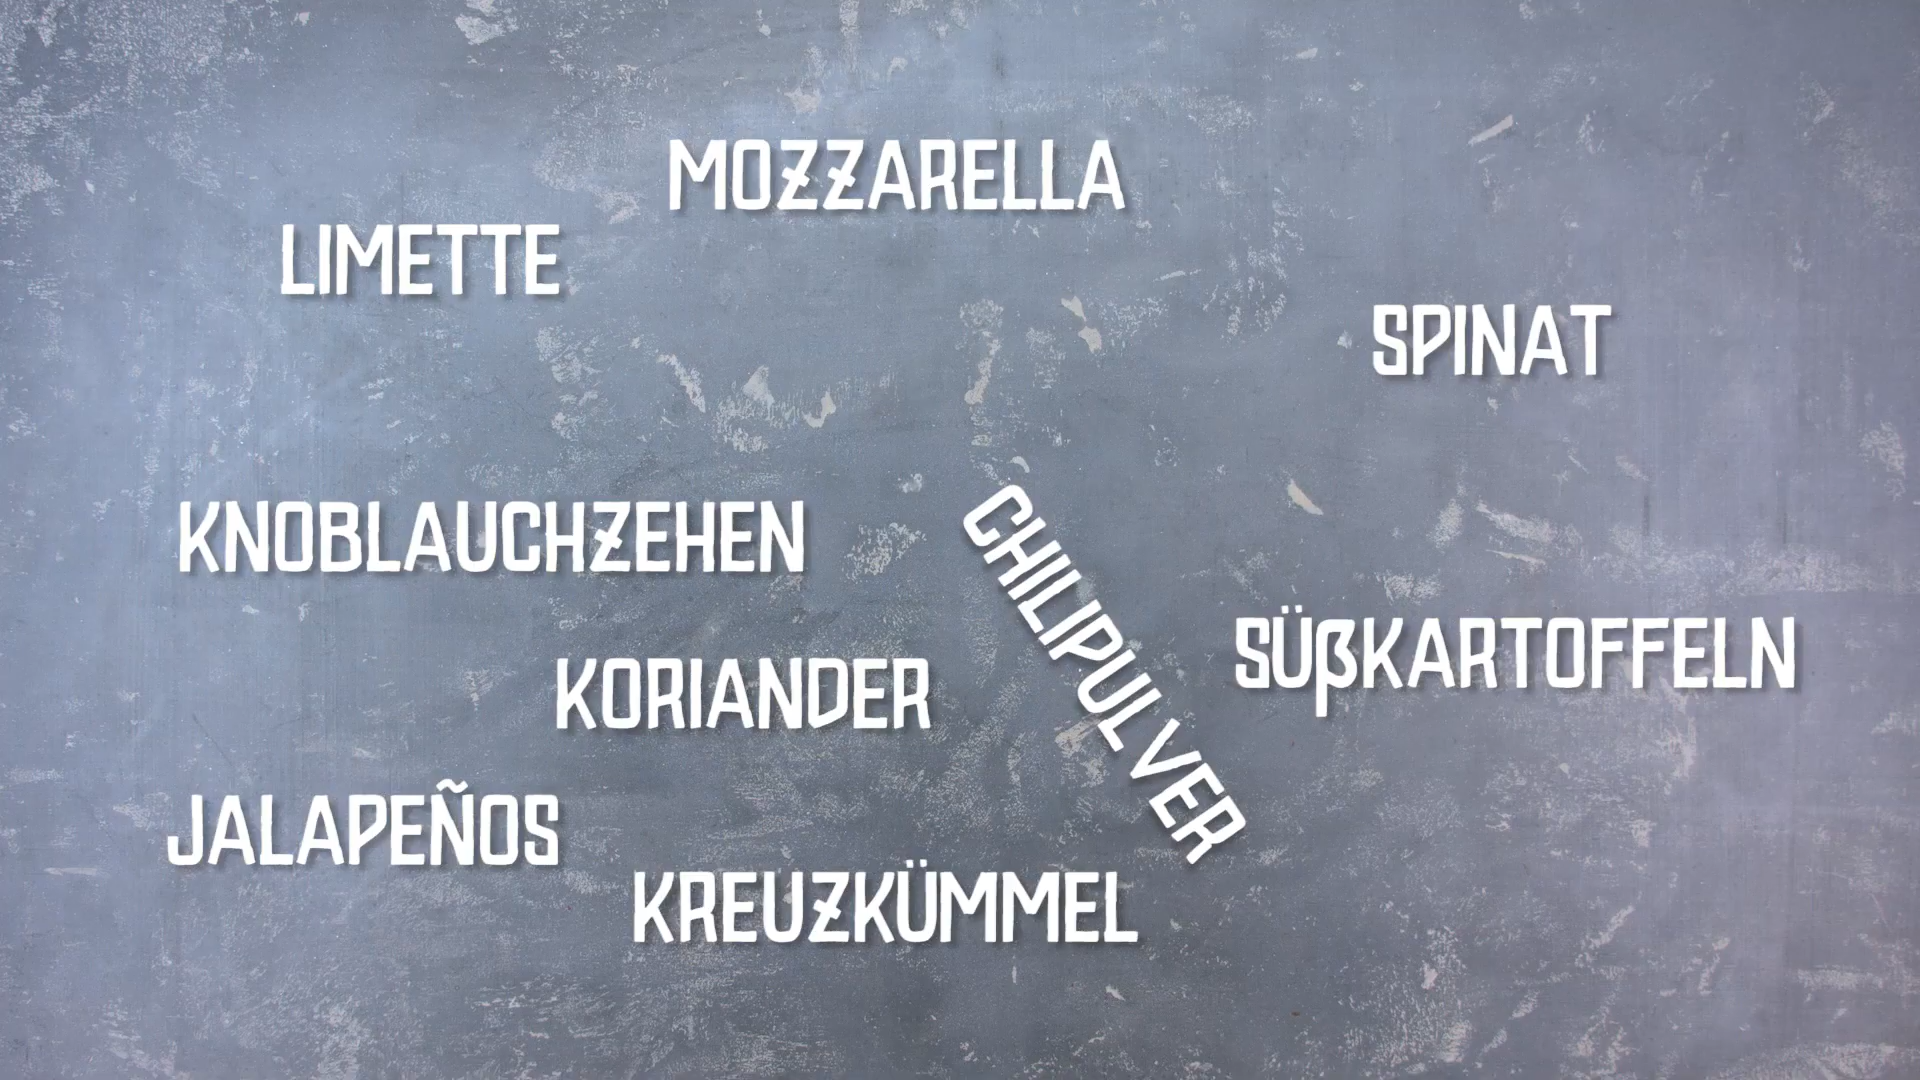 MOZZARELLA
LIMETTE
SPINAT
KNOBLAUCHZEHEN
CHILIPULVER
SÜßKARTOFFELN
KORIANDER
JALAPEÑOS
KREUZKÜMMEL